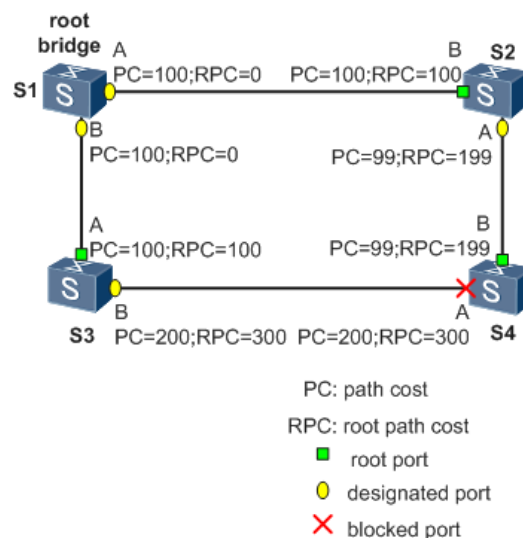 root
bridge
A
B
S2
PC=100;RPC=0
PC=100;RPC=100
S1
S
S
B
A
PC=100;RPC=0
PC=99;RPC=199
A
B
PC=100;RPC=100
PC=99;RPC=199
S
S
S3
B
A
S4
PC=200;RPC=300
PC=200;RPC=300
PC: path cost
RPC: root path cost
root port
designated port
blocked port